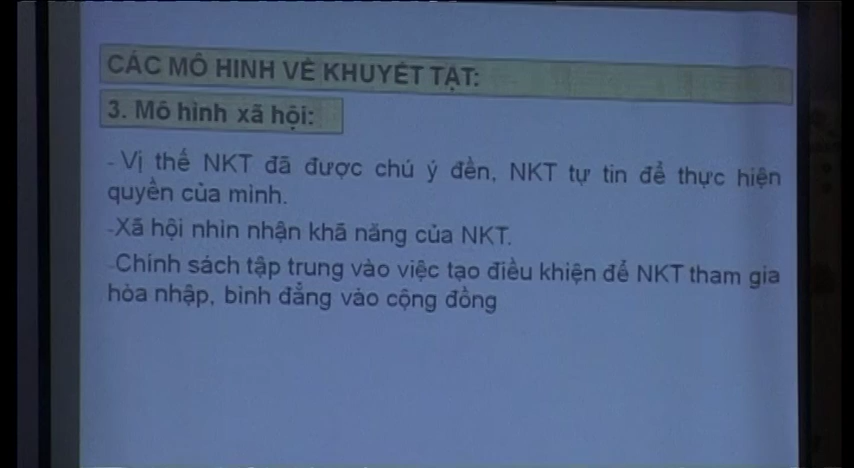 CÁC MÔ HÌNH VỀ KHUYẾT TẬT:
3. Mô hình xã hội:
- Vị thế NKT đã được chú ý đến, NKT tự tin để thực hiện
quyền của mình.
-Xã hội nhìn nhận khả năng của NKT.
-Chính sách tập trung vào việc tạo điều khiện để NKT tham gia
hòa nhập, bình đẳng vào cộng đồng